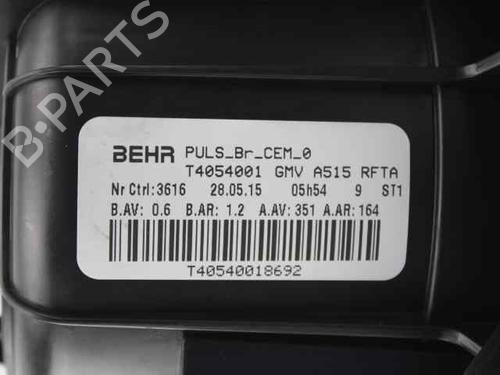 BEHR PULS_Br_CEM_0
T4054001 GMV A515 RFTA
Nr Ctrl:3616 28.05.15 05h54 9 ST1
B.AV: 0.6 B.AR: 1.2 A.AV: 351 A.AR: 164
T40540018692
B-Parts